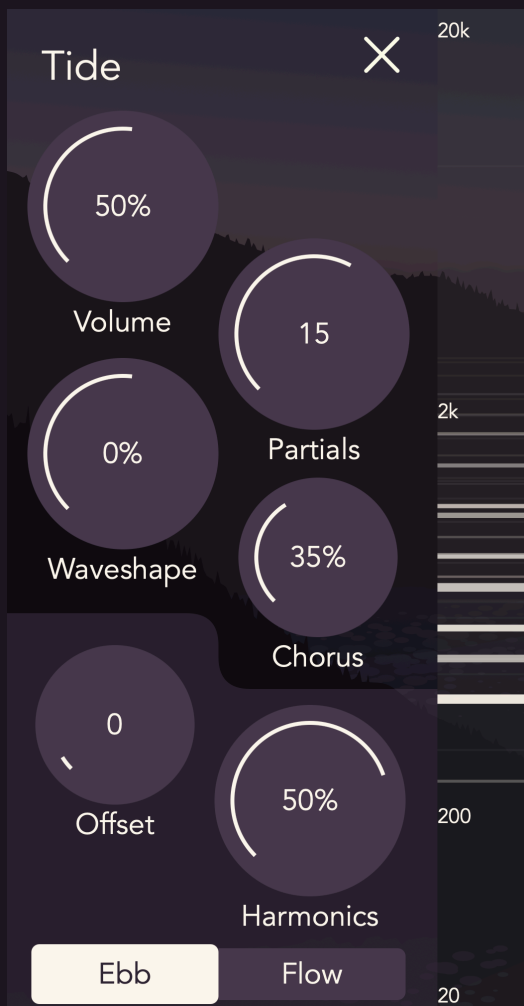 Tide
50%
Volume
15
Partials
0%
Waveshape
35%
Chorus
0
Offset
50%
Harmonics
Ebb
Flow
20k
2k
200
20